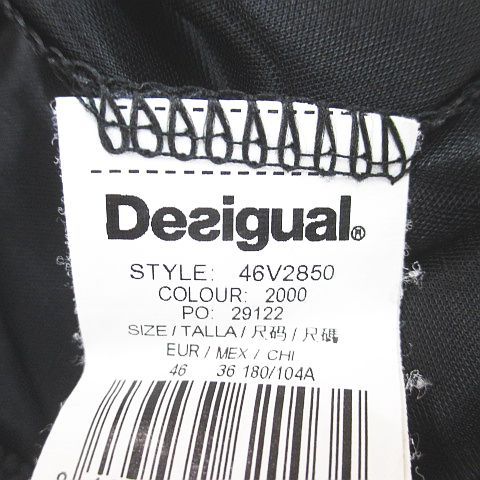 Desigual®
STYLE: 46V2850
COLOUR: 2000
PO: 29122
SIZE / TALLA / 尺码 / 尺碼
EUR / MEX / CHI
46 36 180/104A